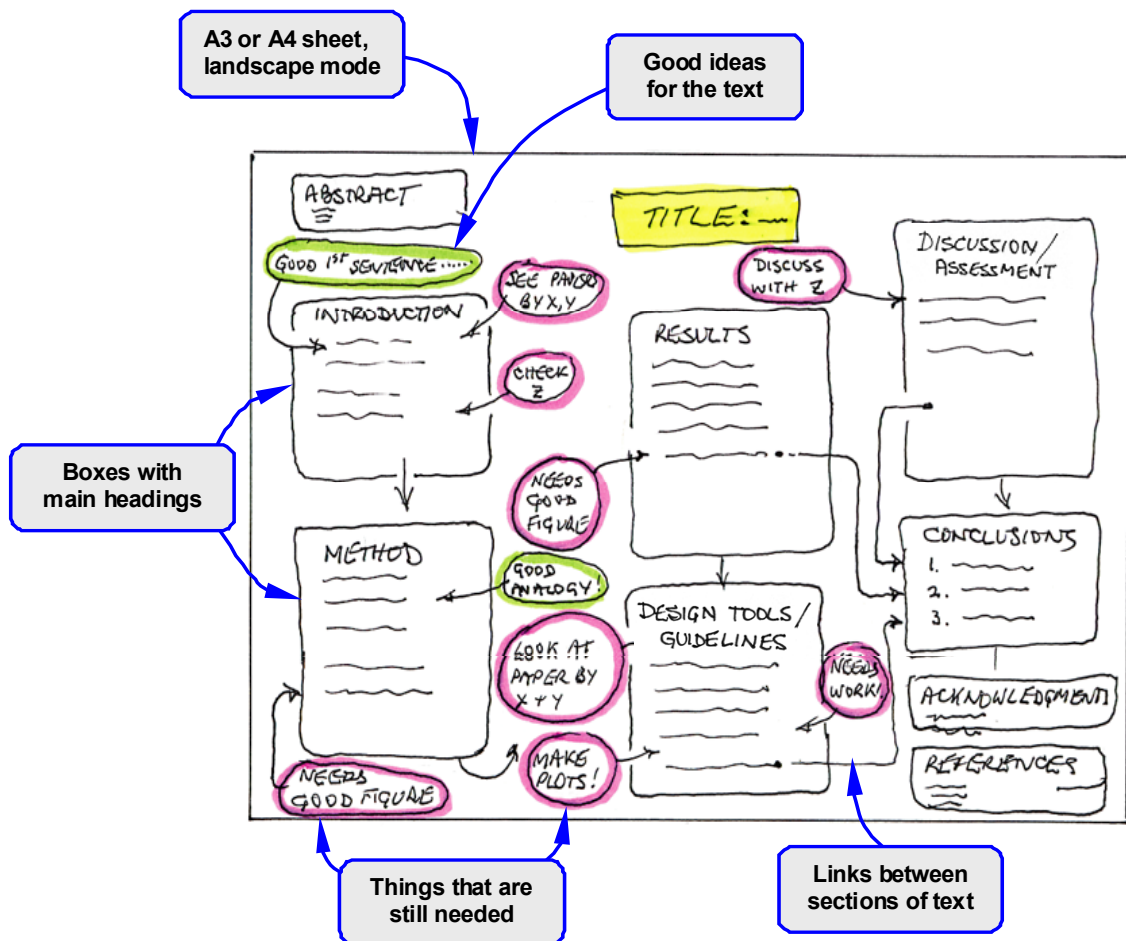 A3 or A4 sheet,
landscape mode
Good ideas
for the text
ABSTRACT
TITLE:
GOOD 1ST SENTENCE ......
SEE PAPERS
BY X, Y
INTRODUCTION
CHECK
Z
Boxes with
main headings
METHOD
GOOD
ANALOGY!
NEEDS
GOOD FIGURE
DISCUSS
WITH Z
RESULTS
NEEDS
GOOD
FIGURE
DESIGN TOOLS/
GUIDELINES
LOOK AT
PAPER BY
X + Y
NEEDS
WORK!
MAKE
PLOTS!
DISCUSSION/
ASSESSMENT
CONCLUSIONS
1.
2.
3.
ACKNOWLEDGMENTS
REFERENCES
Things that are
still needed
Links between
sections of text